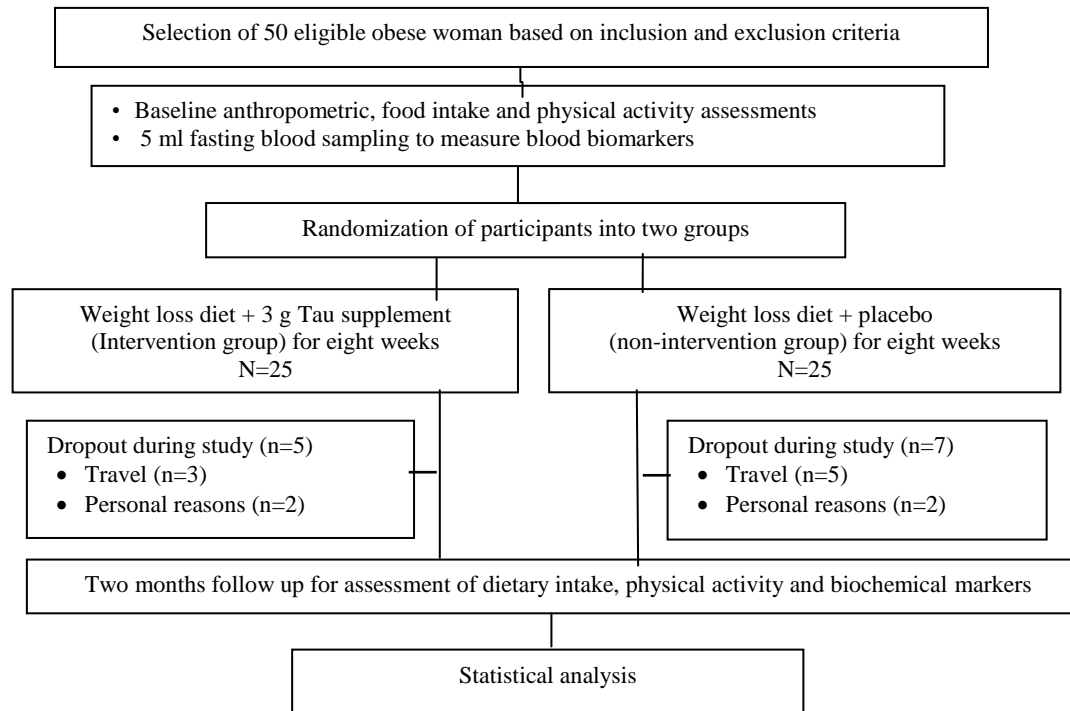 Selection of 50 eligible obese woman based on inclusion and exclusion criteria
• Baseline anthropometric, food intake and physical activity assessments
• 5 ml fasting blood sampling to measure blood biomarkers
Randomization of participants into two groups
Weight loss diet + 3 g Tau supplement
(Intervention group) for eight weeks
N=25
Weight loss diet + placebo
(non-intervention group) for eight weeks
N=25
Dropout during study (n=5)
• Travel (n=3)
• Personal reasons (n=2)
Dropout during study (n=7)
• Travel (n=5)
• Personal reasons (n=2)
Two months follow up for assessment of dietary intake, physical activity and biochemical markers
Statistical analysis